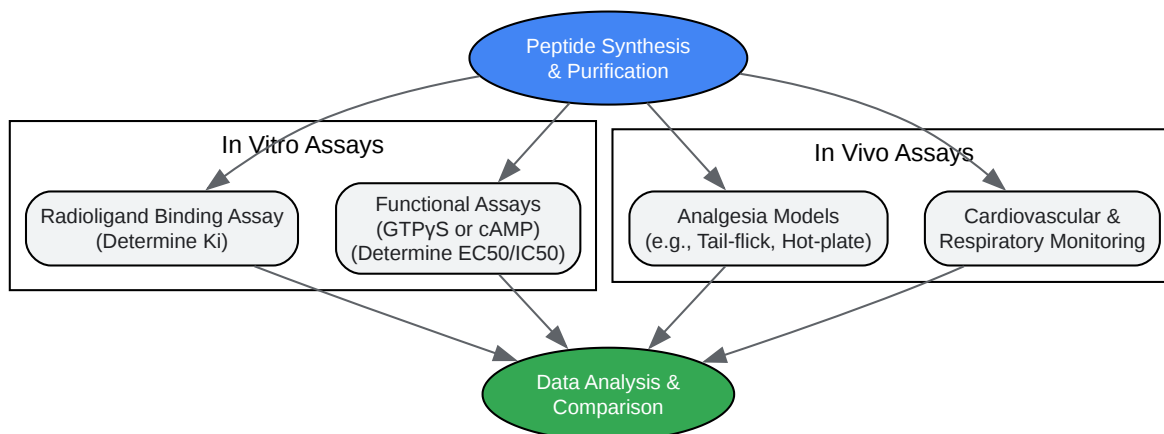 Peptide Synthesis
& Purification
In Vitro Assays
Radioligand Binding Assay
(Determine Ki)
Functional Assays
(GTPγS or cAMP)
(Determine EC50/IC50)
In Vivo Assays
Analgesia Models
(e.g., Tail-flick, Hot-plate)
Cardiovascular &
Respiratory Monitoring
Data Analysis &
Comparison